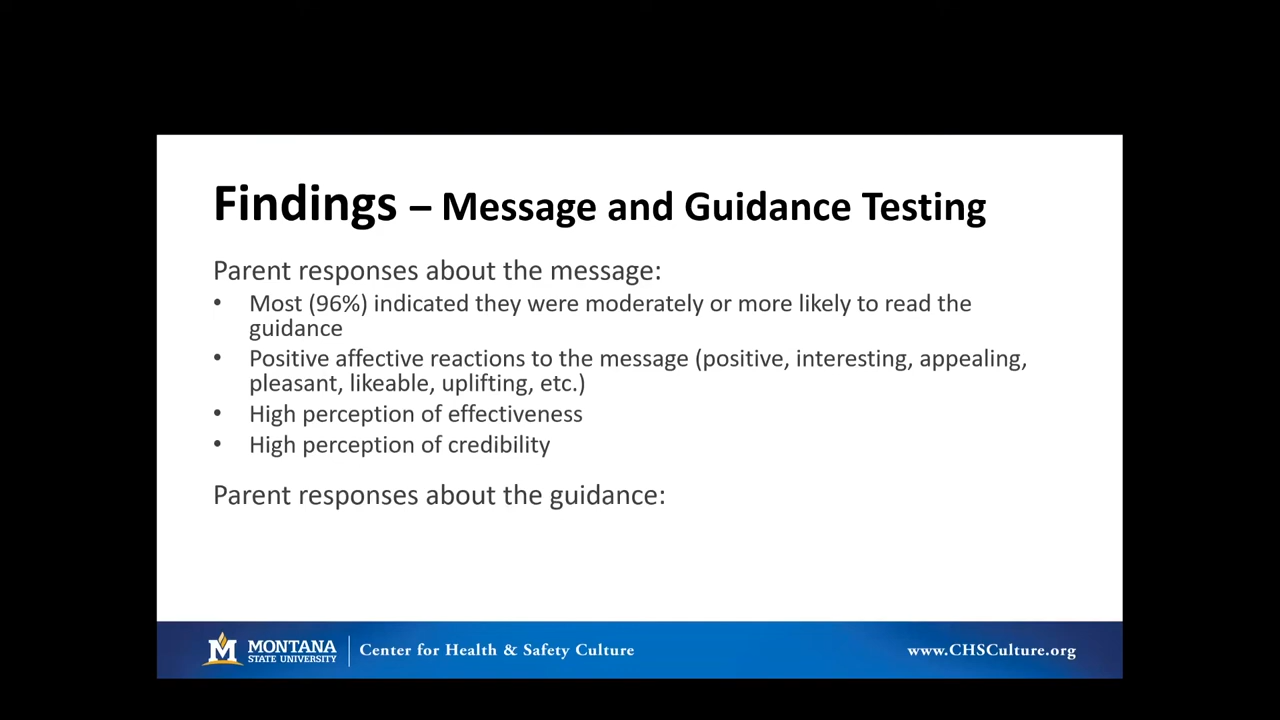 Findings – Message and Guidance Testing
Parent responses about the message:
• Most (96%) indicated they were moderately or more likely to read the
guidance
• Positive affective reactions to the message (positive, interesting, appealing,
pleasant, likeable, uplifting, etc.)
• High perception of effectiveness
• High perception of credibility
Parent responses about the guidance:
M MONTANA
STATE UNIVERSITY
Center for Health & Safety Culture
www.CHSCulture.org